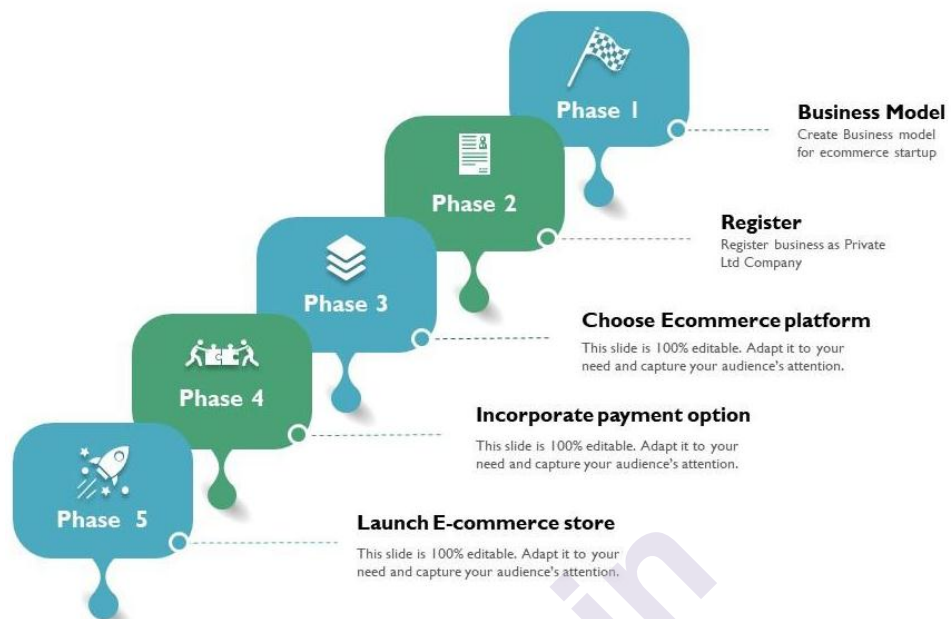 Phase 1
Business Model
Create Business model
for ecommerce startup
Phase 2
Register
Register business as Private
Ltd Company
Phase 3
Choose Ecommerce platform
This slide is 100% editable. Adapt it to your
need and capture your audience's attention.
Phase 4
Incorporate payment option
This slide is 100% editable. Adapt it to your
need and capture your audience's attention.
Phase 5
Launch E-commerce store
This slide is 100% editable. Adapt it to your
need and capture your audience's attention.
in